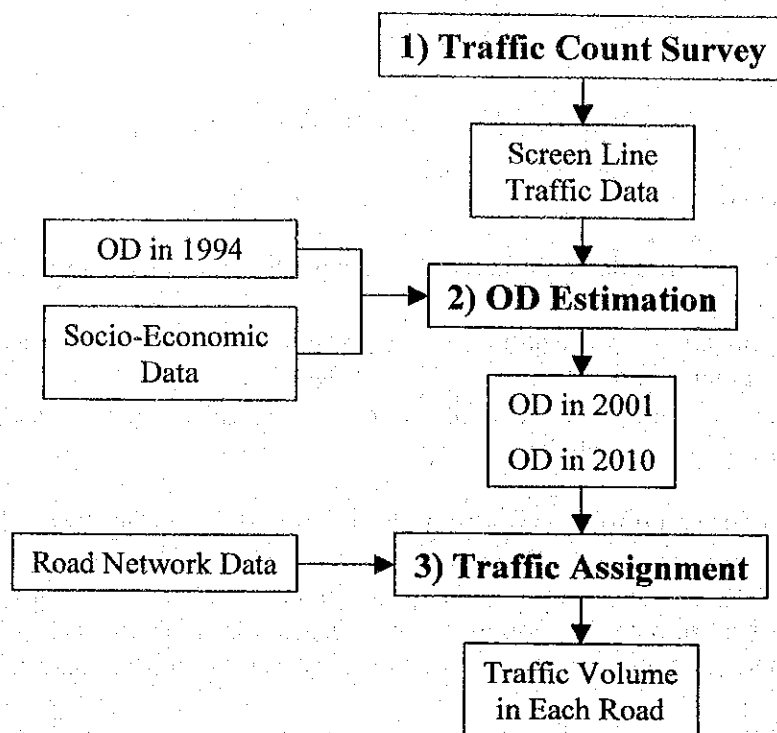 1) Traffic Count Survey
Screen Line
Traffic Data
OD in 1994
2) OD Estimation
Socio-Economic
Data
OD in 2001
OD in 2010
Road Network Data
3) Traffic Assignment
Traffic Volume
in Each Road